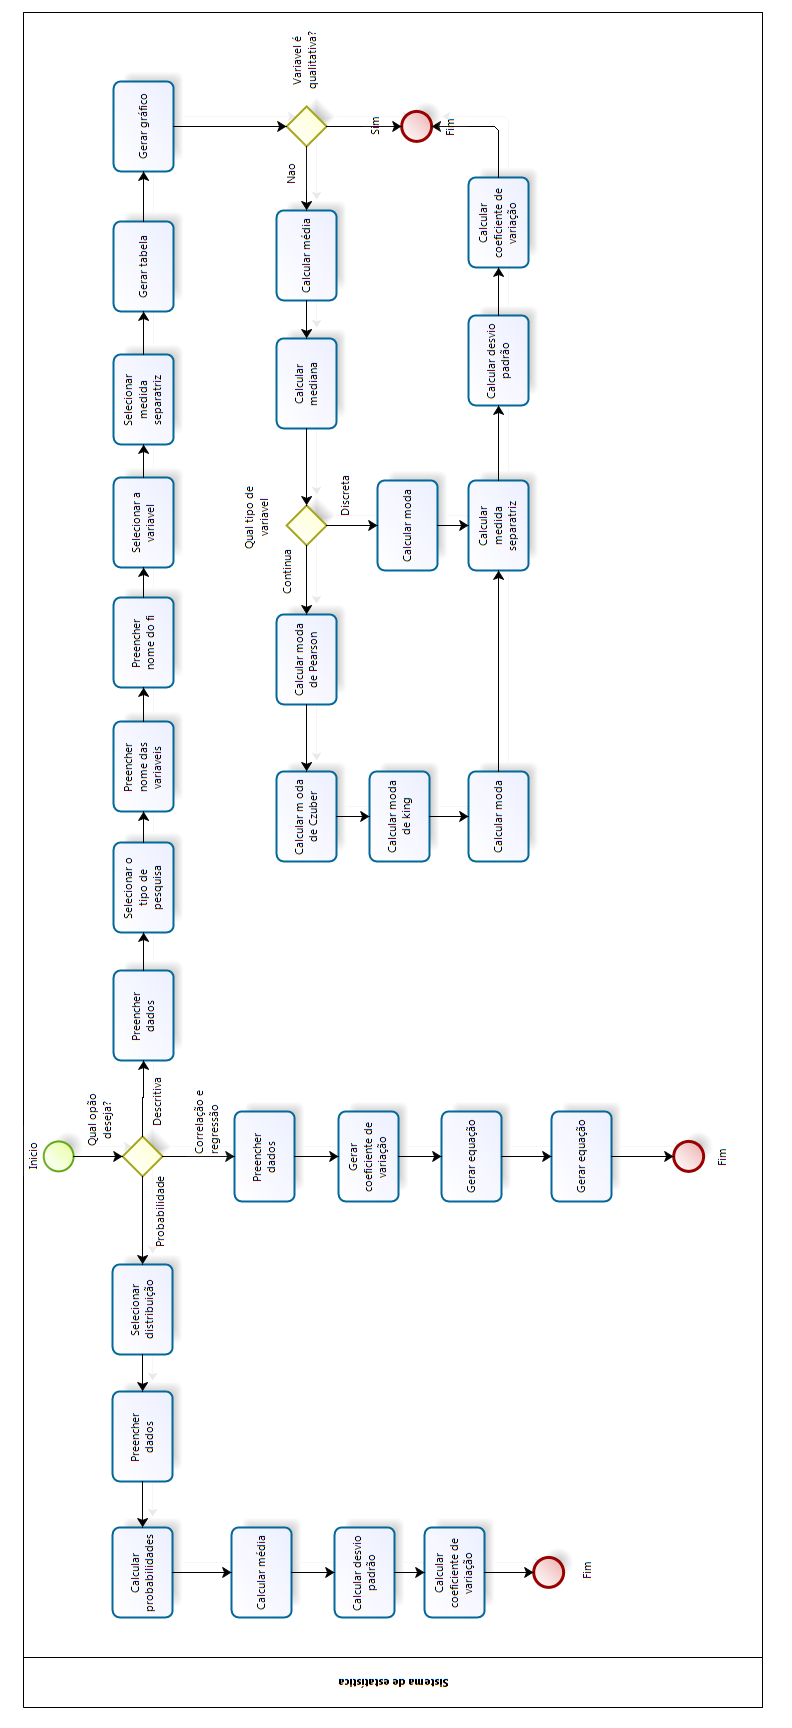 Sistema de estatística
Inicio
Qual opão
deseja?
Descritiva
Correlação e
regressão
Probabilidade
Preencher
dados
Selecionar o
tipo de
pesquisa
Preencher
nome das
variaveis
Preencher
nome do fi
Selecionar a
variavel
Selecionar
medida
separatriz
Gerar tabela
Gerar gráfico
Variavel é
qualitativa?
Sim
Fim
Nao
Calcular média
Calcular
mediana
Qual tipo de
variavel
Discreta
Continua
Calcular moda
Calcular moda
de Pearson
Calcular m oda
de Czuber
Calcular moda
de king
Calcular moda
Calcular
medida
separatriz
Calcular desvio
padrão
Calcular
coeficiente de
variação
Preencher
dados
Gerar
coeficiente de
variação
Gerar equação
Gerar equação
Fim
Selecionar
distribuição
Preencher
dados
Calcular
probabilidades
Calcular média
Calcular desvio
padrão
Calcular
coeficiente de
variação
Fim